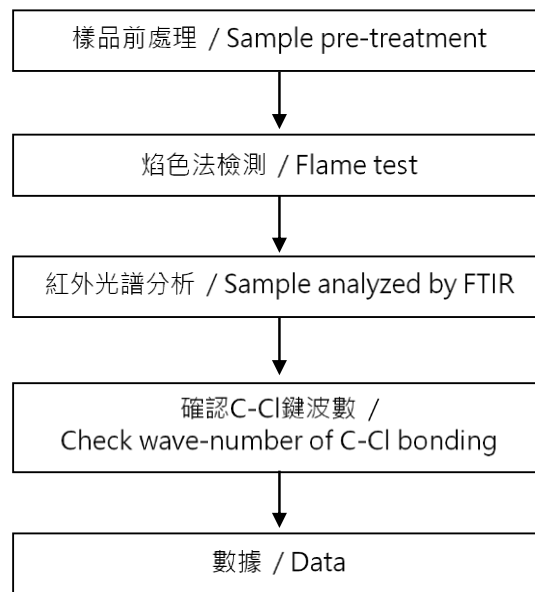 樣品前處理 / Sample pre-treatment
焰色法檢測 / Flame test
紅外光譜分析 / Sample analyzed by FTIR
確認C-Cl鍵波數 /
Check wave-number of C-Cl bonding
數據 / Data